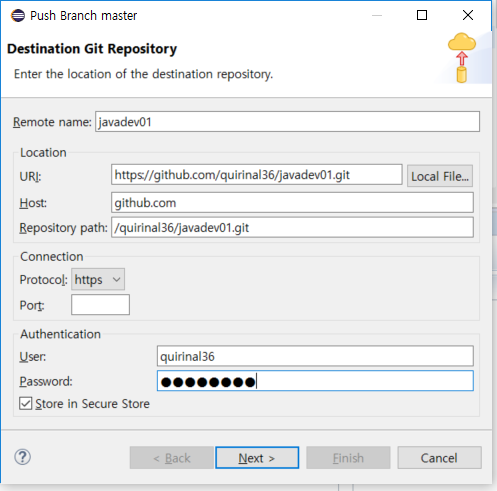 Push Branch master
Destination Git Repository
Enter the location of the destination repository.
Remote name: javadev01
Location
URI: https://github.com/quirinal36/javadev01.git Local File...
Host: github.com
Repository path: /quirinal36/javadev01.git
Connection
Protocol: https
Port:
Authentication
User: quirinal36
Password: ●●●●●●●●
Store in Secure Store
< Back Next > Finish Cancel